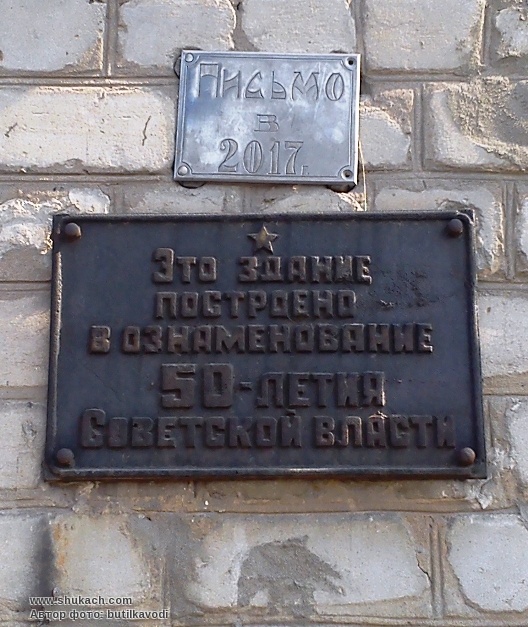 Письмо
в
2017г.
Это здание
построено
в ознаменование
50-летия
Советской власти
www.shukach.com
Автор фото: butilkavodi